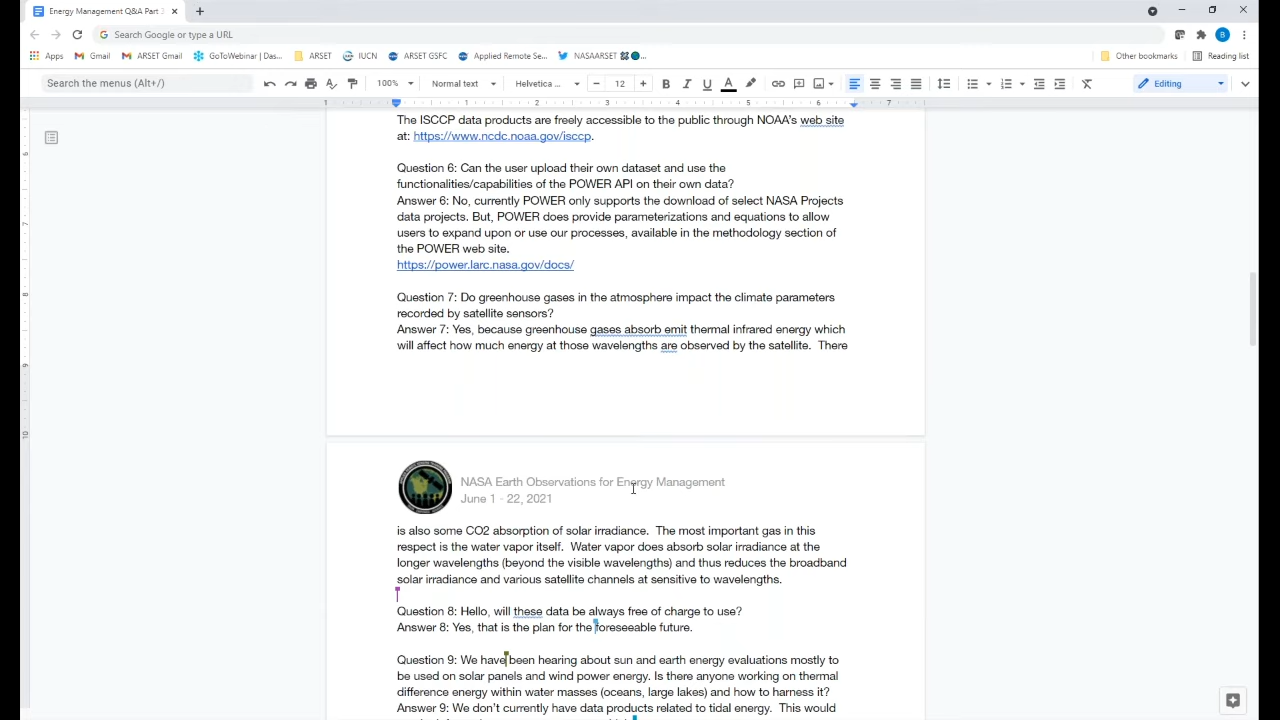 Energy Management Q&A Part 2
Search Google or type a URL
B
Apps
Gmail
ARSET Gmail
GoToWebinar | Das...
ARSET
IUCN
ARSET GSFC
Applied Remote Se...
NASAARSET
Other bookmarks
Reading list
Search the menus (Alt+/)
100%
Normal text
Helvetica ...
12
B
I
U
A
Editing
1 1 2 3 4 5 6 7
The ISCCP data products are freely accessible to the public through NOAA's web site
at: https://www.ncdc.noaa.gov/isccp.
Question 6: Can the user upload their own dataset and use the
functionalities/capabilities of the POWER API on their own data?
Answer 6: No, currently POWER only supports the download of select NASA Projects
data projects. But, POWER does provide parameterizations and equations to allow
users to expand upon or use our processes, available in the methodology section of
the POWER web site.
https://power.larc.nasa.gov/docs/
Question 7: Do greenhouse gases in the atmosphere impact the climate parameters
recorded by satellite sensors?
Answer 7: Yes, because greenhouse gases absorb emit thermal infrared energy which
will affect how much energy at those wavelengths are observed by the satellite.  There
NASA Earth Observations for Energy Management
June 1 - 22, 2021
is also some CO2 absorption of solar irradiance.  The most important gas in this
respect is the water vapor itself.  Water vapor does absorb solar irradiance at the
longer wavelengths (beyond the visible wavelengths) and thus reduces the broadband
solar irradiance and various satellite channels at sensitive to wavelengths.
Question 8: Hello, will these data be always free of charge to use?
Answer 8: Yes, that is the plan for the foreseeable future.
Question 9: We have been hearing about sun and earth energy evaluations mostly to
be used on solar panels and wind power energy. Is there anyone working on thermal
difference energy within water masses (oceans, large lakes) and how to harness it?
Answer 9: We don't currently have data products related to tidal energy.  This would